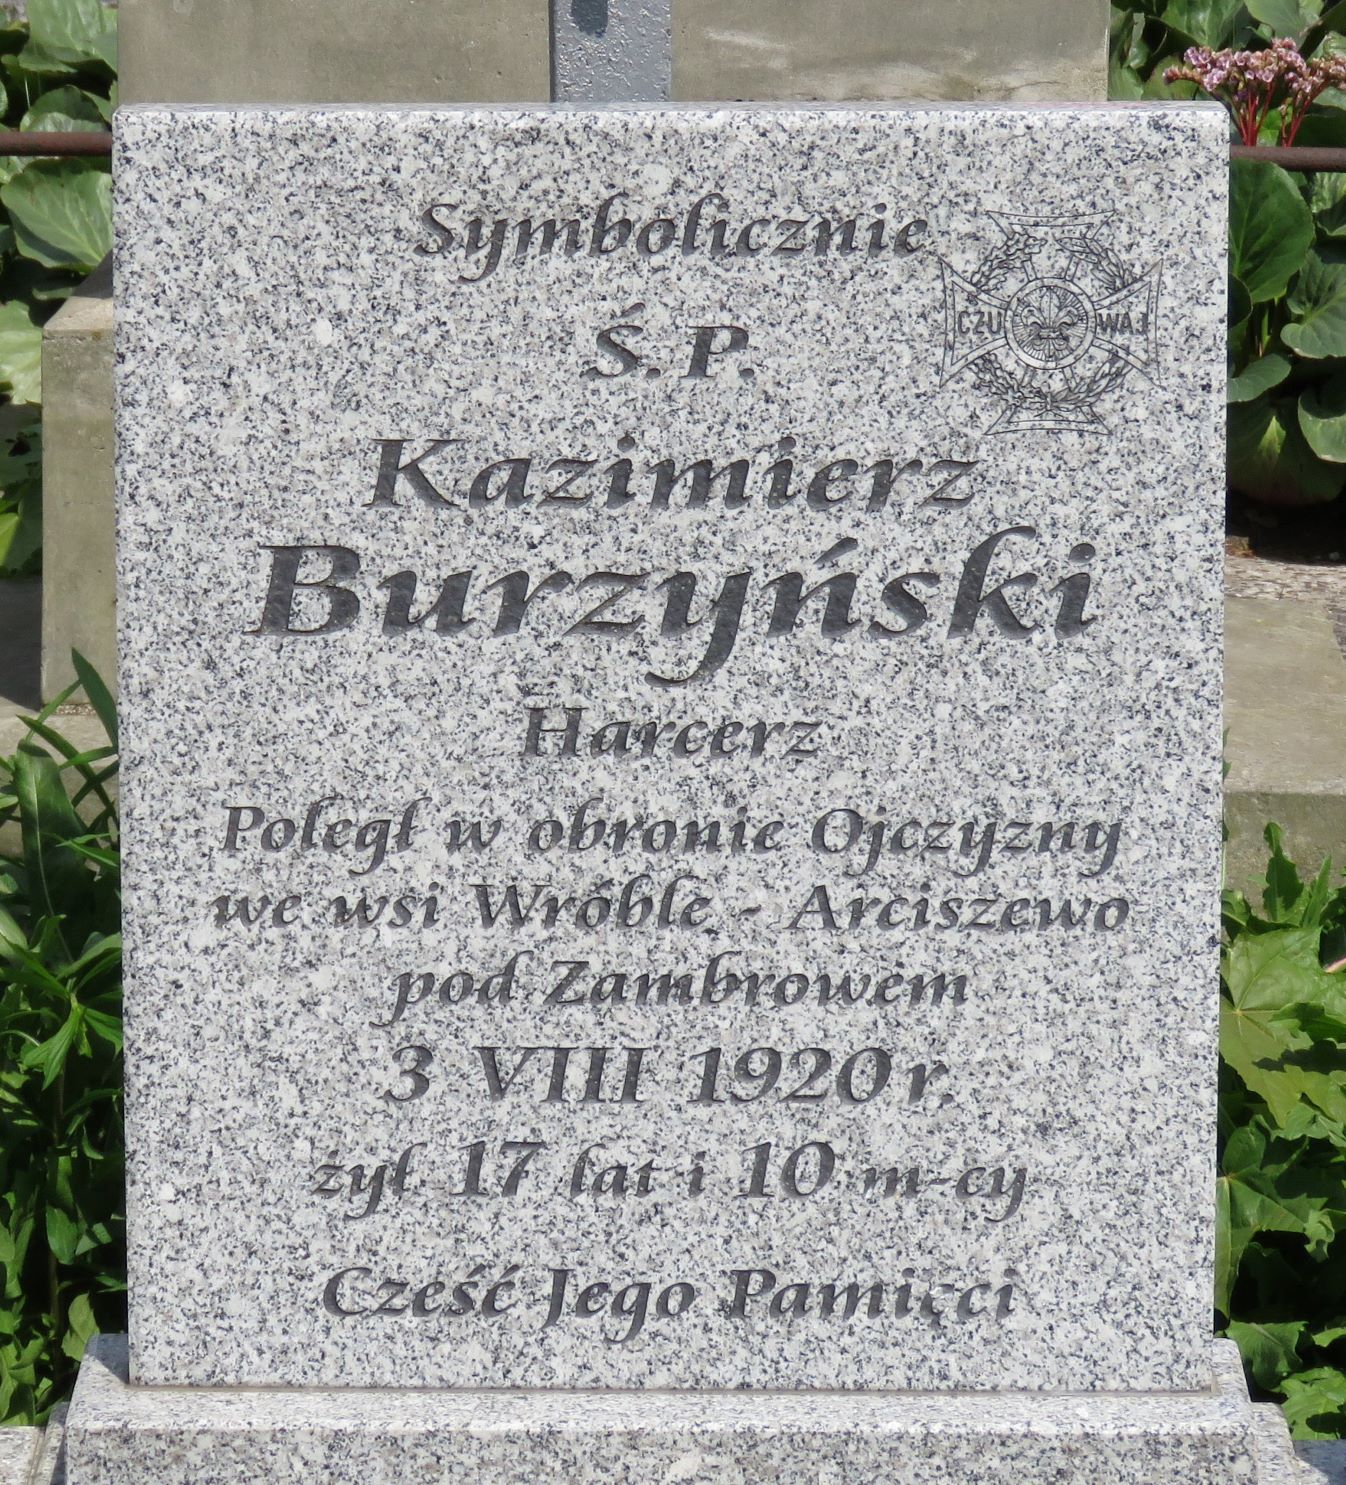 Symbolicznie
CZUWAJ
Ś.P.
Kazimierz
Burzyński
Harcerz
Poległ w obronie Ojczyzny
we wsi Wróble - Arciszewo
pod Zambrowem
3 VIII 1920 r.
żył 17 lat i 10 m-cy
Cześć Jego Pamięci